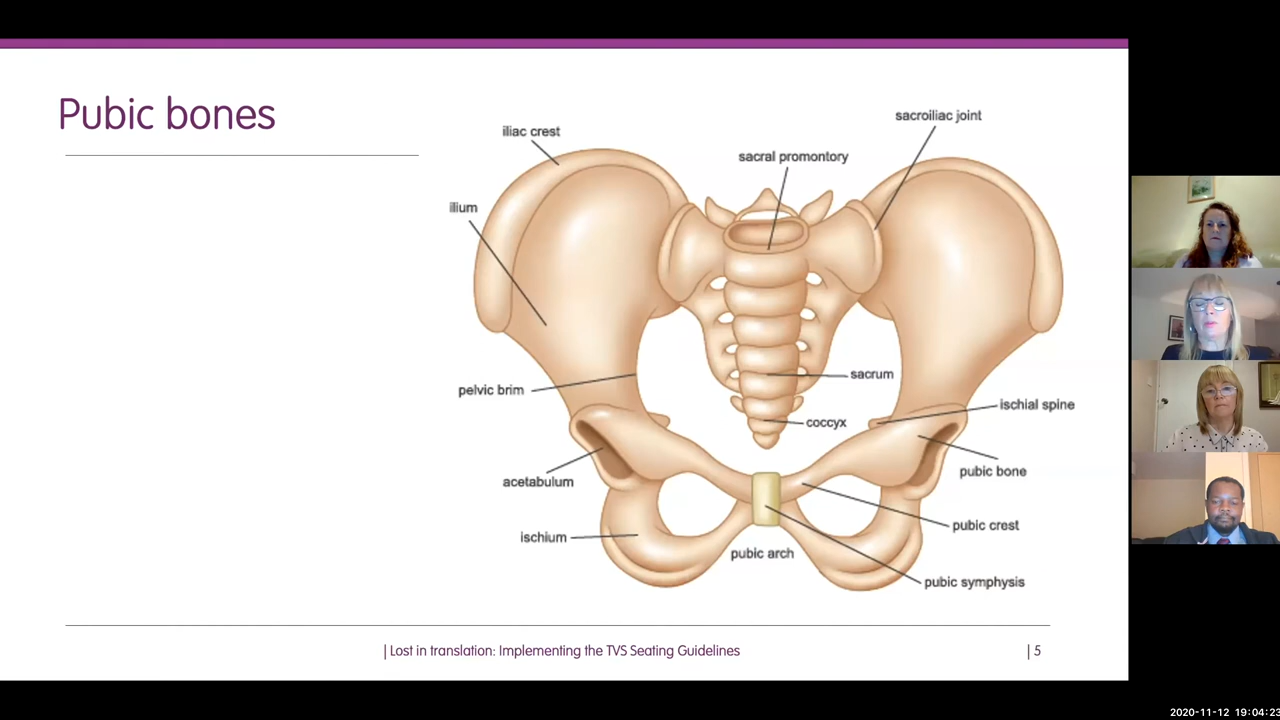 Pubic bones
iliac crest
sacroiliac joint
sacral promontory
ilium
pelvic brim
sacrum
ischial spine
coccyx
acetabulum
pubic bone
pubic crest
ischium
pubic arch
pubic symphysis
| Lost in translation: Implementing the TVS Seating Guidelines
| 5
2020-11-12 19:04:23